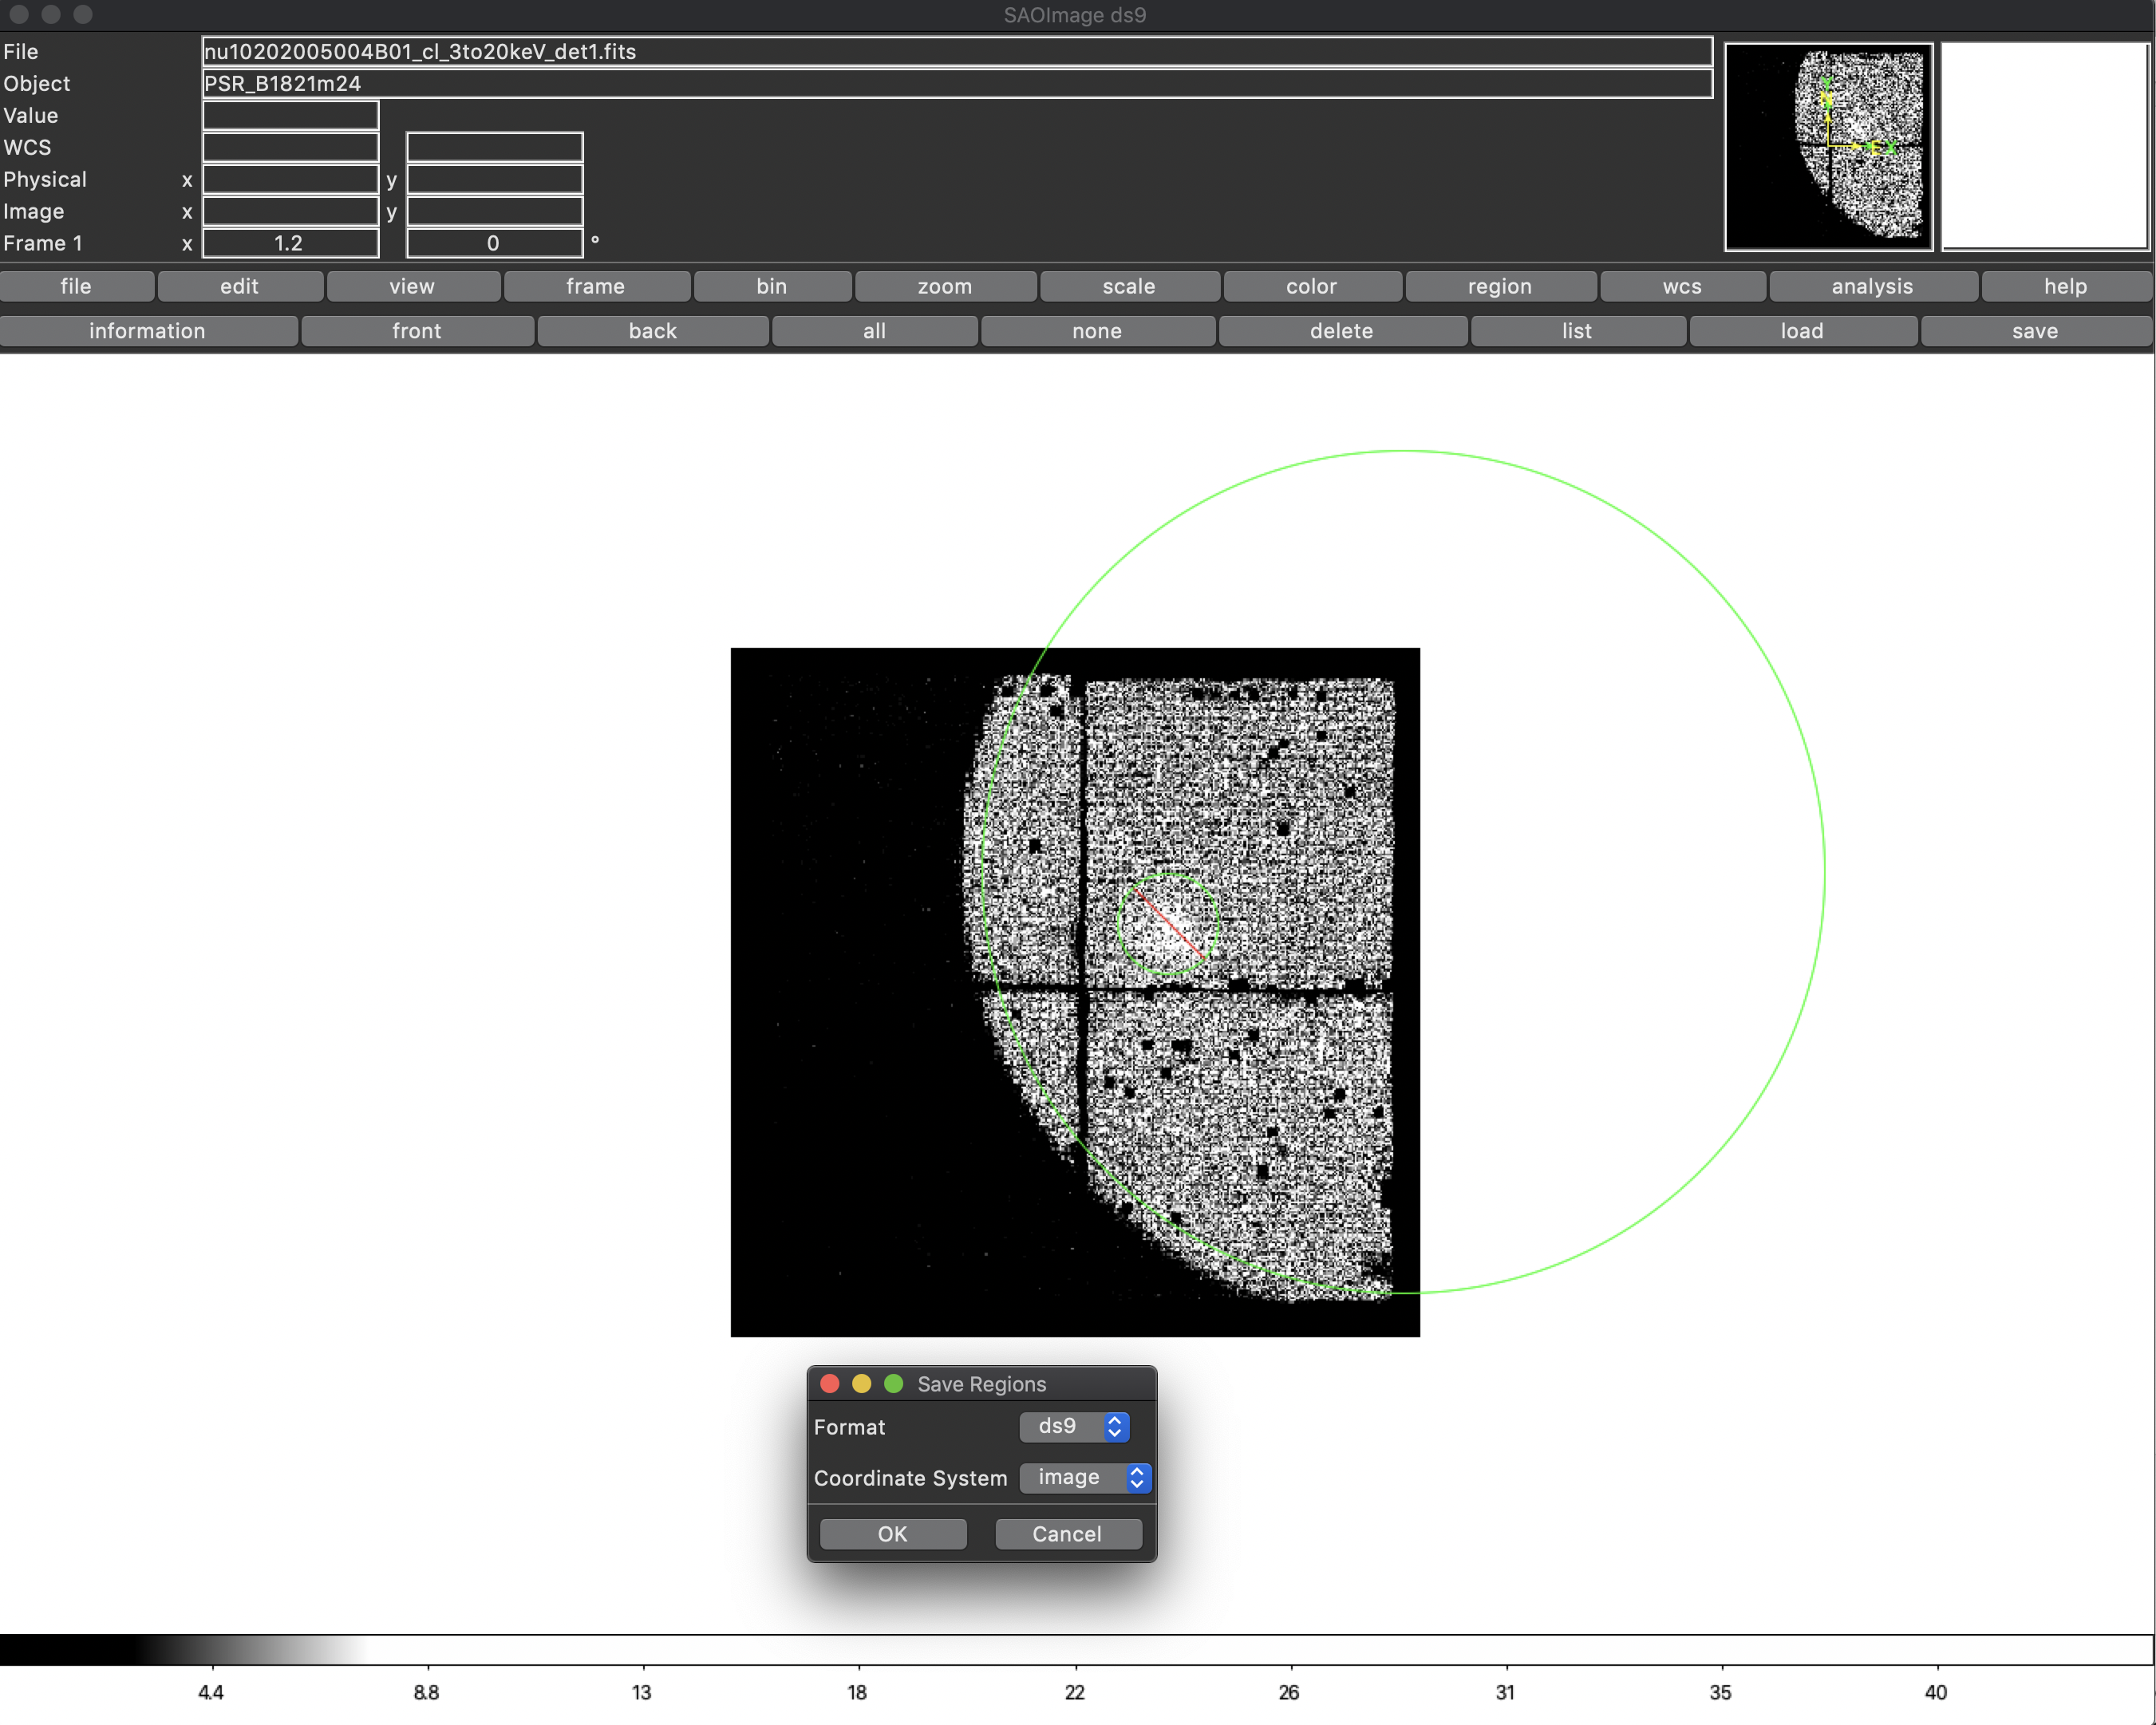 SAOImage ds9
File nu10202005004B01_cl_3to20keV_det1.fits
Object PSR_B1821m24
Value
WCS
Physical x y
Image x y
Frame 1 x 1.2 0 °
Y
N
E X
file edit view frame bin zoom scale color region wcs analysis help
information front back all none delete list load save
Save Regions
Format ds9
Coordinate System image
OK Cancel
4.4 8.8 13 18 22 26 31 35 40